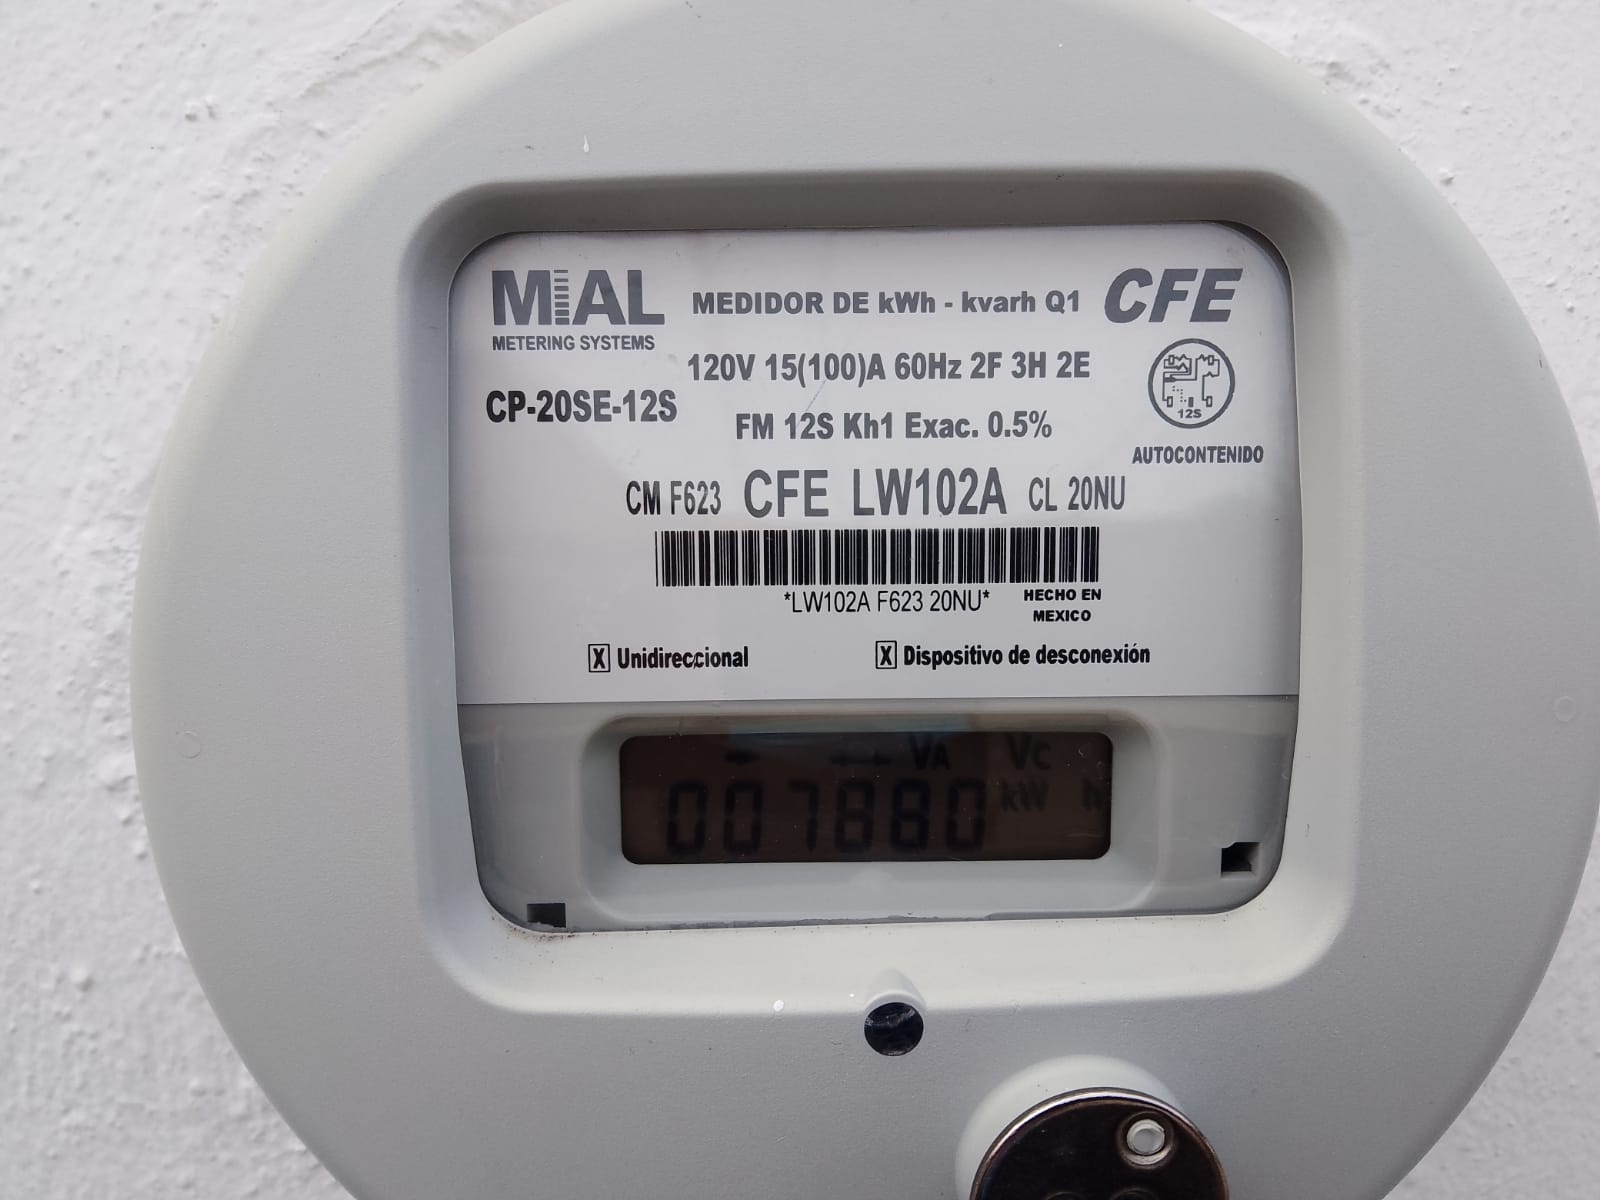 MIAL
METERING SYSTEMS
MEDIDOR DE kWh - kvarh Q1
CFE
120V 15(100)A 60Hz 2F 3H 2E
CP-20SE-12S
FM 12S Kh1 Exac. 0.5%
12S
AUTOCONTENIDO
CM F623 CFE LW102A CL 20NU
*LW102A F623 20NU*
HECHO EN
MEXICO
X Unidireccional
X Dispositivo de desconexión
VA VC
007880 kW h